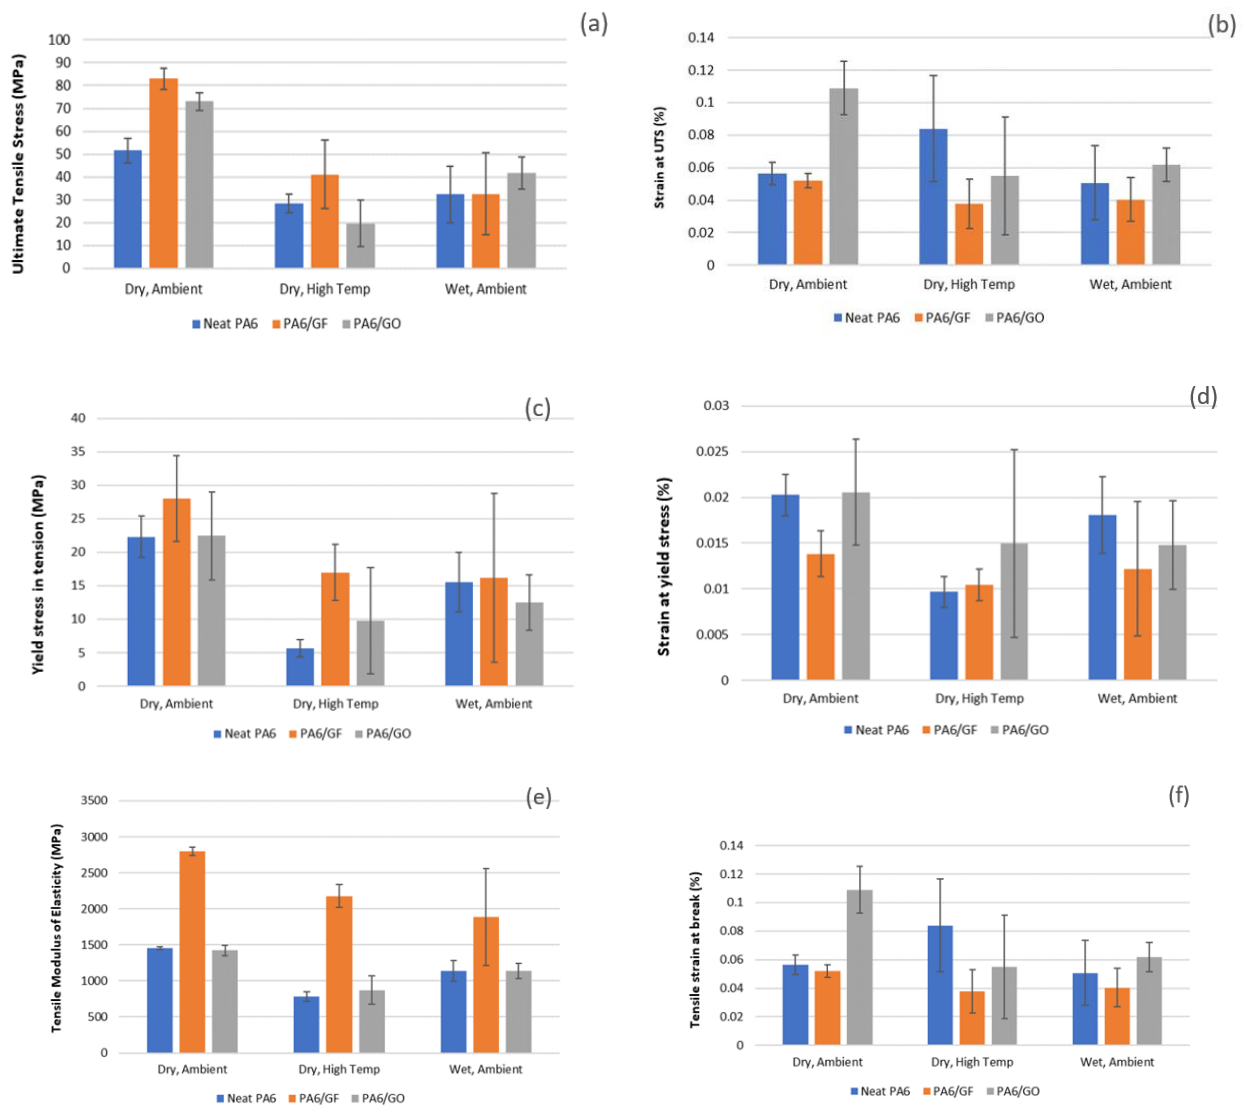 (a)
Ultimate Tensile Stress (MPa)
100
90
80
70
60
50
40
30
20
10
0
Dry, Ambient Dry, High Temp Wet, Ambient
Neat PA6 PA6/GF PA6/GO
(b)
Strain at UTS (%)
0.14
0.12
0.1
0.08
0.06
0.04
0.02
0
Dry, Ambient Dry, High Temp Wet, Ambient
Neat PA6 PA6/GF PA6/GO
(c)
Yield stress in tension (MPa)
40
35
30
25
20
15
10
5
0
Dry, Ambient Dry, High Temp Wet, Ambient
Neat PA6 PA6/GF PA6/GO
(d)
Strain at yield stress (%)
0.03
0.025
0.02
0.015
0.01
0.005
0
Dry, Ambient Dry, High Temp Wet, Ambient
Neat PA6 PA6/GF PA6/GO
(e)
Tensile Modulus of Elasticity (MPa)
3500
3000
2500
2000
1500
1000
500
0
Dry, Ambient Dry, High Temp Wet, Ambient
Neat PA6 PA6/GF PA6/GO
(f)
Tensile strain at break (%)
0.14
0.12
0.1
0.08
0.06
0.04
0.02
0
Dry, Ambient Dry, High Temp Wet, Ambient
Neat PA6 PA6/GF PA6/GO